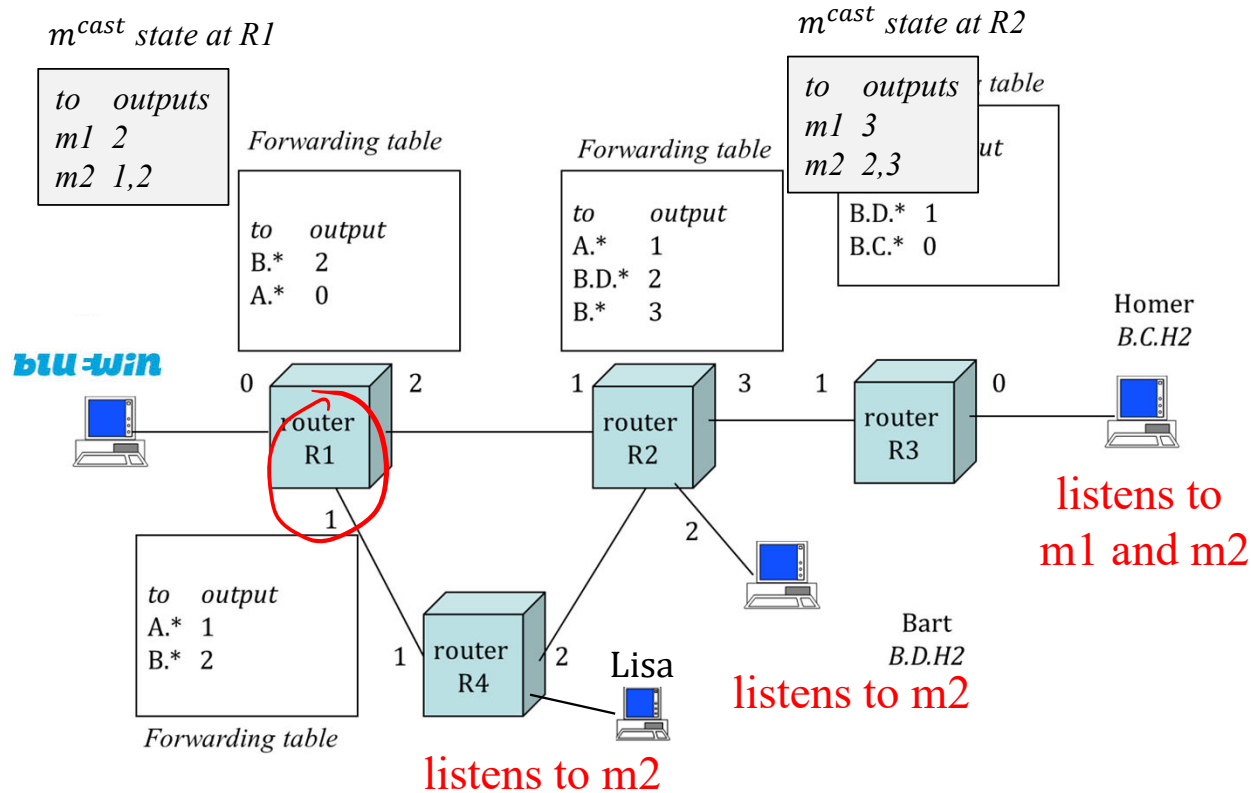 m^cast state at R1
to outputs
m1 2
m2 1,2
m^cast state at R2
to outputs
m1 3
m2 2,3
Forwarding table
to output
B.* 2
A.* 0
Forwarding table
to output
A.* 1
B.D.* 2
B.* 3
table
ut
B.D.* 1
B.C.* 0
Homer
B.C.H2
listens to
m1 and m2
bluewin
0
router
R1
2
1
1
router
R2
3
2
1
router
R3
0
to output
A.* 1
B.* 2
Forwarding table
1
router
R4
2
Lisa
listens to m2
Bart
B.D.H2
listens to m2